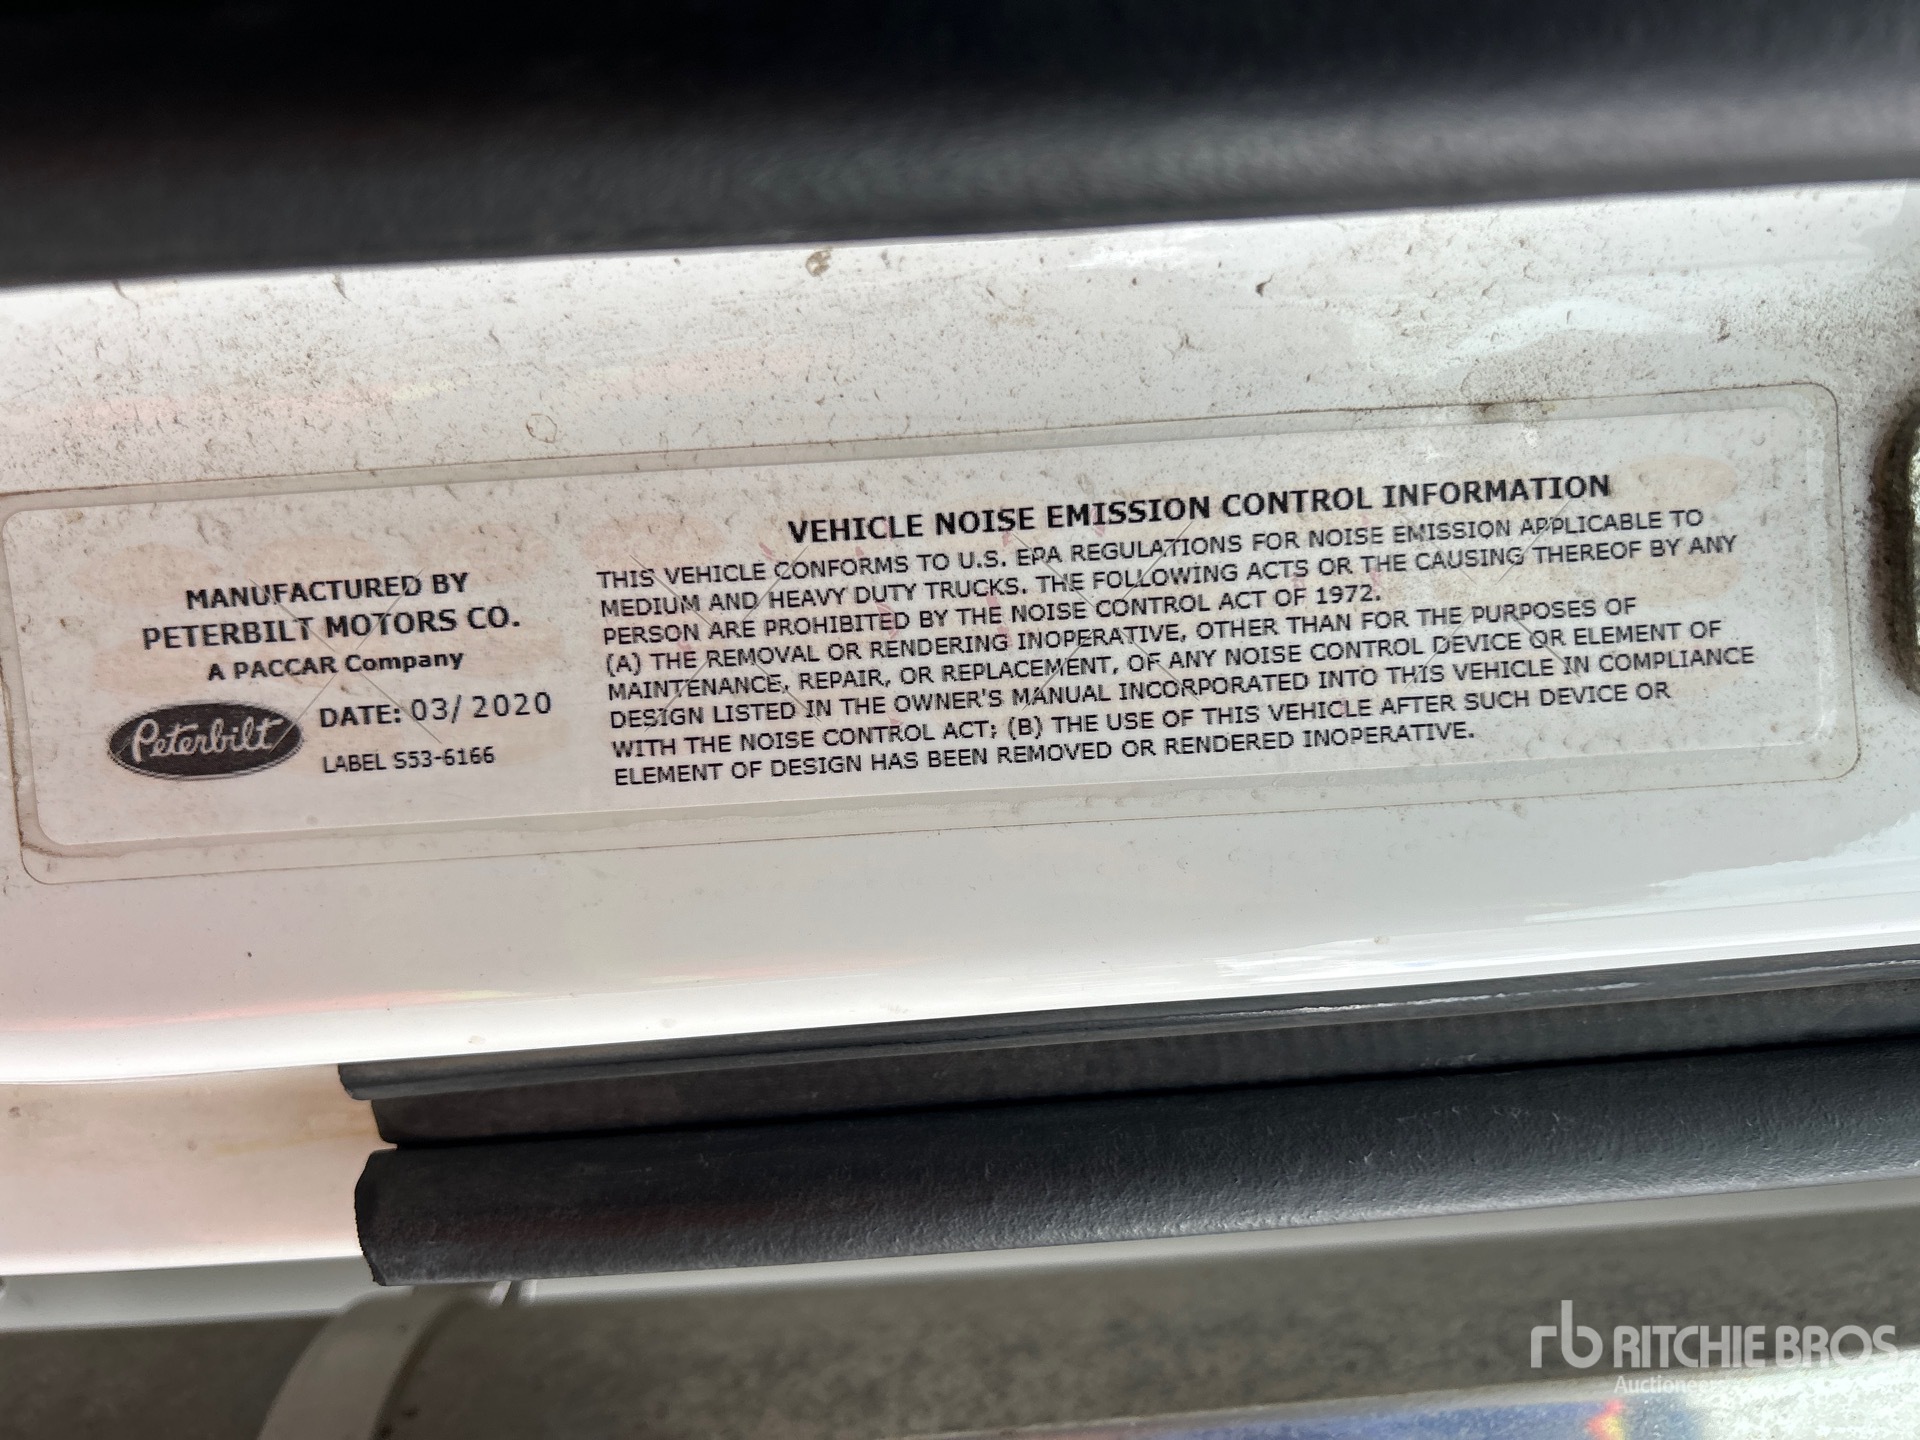 MANUFACTURED BY
PETERBILT MOTORS CO.
A PACCAR Company
Peterbilt
DATE: 03/ 2020
LABEL S53-6166
VEHICLE NOISE EMISSION CONTROL INFORMATION
THIS VEHICLE CONFORMS TO U.S. EPA REGULATIONS FOR NOISE EMISSION APPLICABLE TO
MEDIUM AND HEAVY DUTY TRUCKS. THE FOLLOWING ACTS OR THE CAUSING THEREOF BY ANY
PERSON ARE PROHIBITED BY THE NOISE CONTROL ACT OF 1972.
(A) THE REMOVAL OR RENDERING INOPERATIVE, OTHER THAN FOR THE PURPOSES OF
MAINTENANCE, REPAIR, OR REPLACEMENT, OF ANY NOISE CONTROL DEVICE OR ELEMENT OF
DESIGN LISTED IN THE OWNER'S MANUAL INCORPORATED INTO THIS VEHICLE IN COMPLIANCE
WITH THE NOISE CONTROL ACT; (B) THE USE OF THIS VEHICLE AFTER SUCH DEVICE OR
ELEMENT OF DESIGN HAS BEEN REMOVED OR RENDERED INOPERATIVE.
rb RITCHIE BROS
Auctioneers